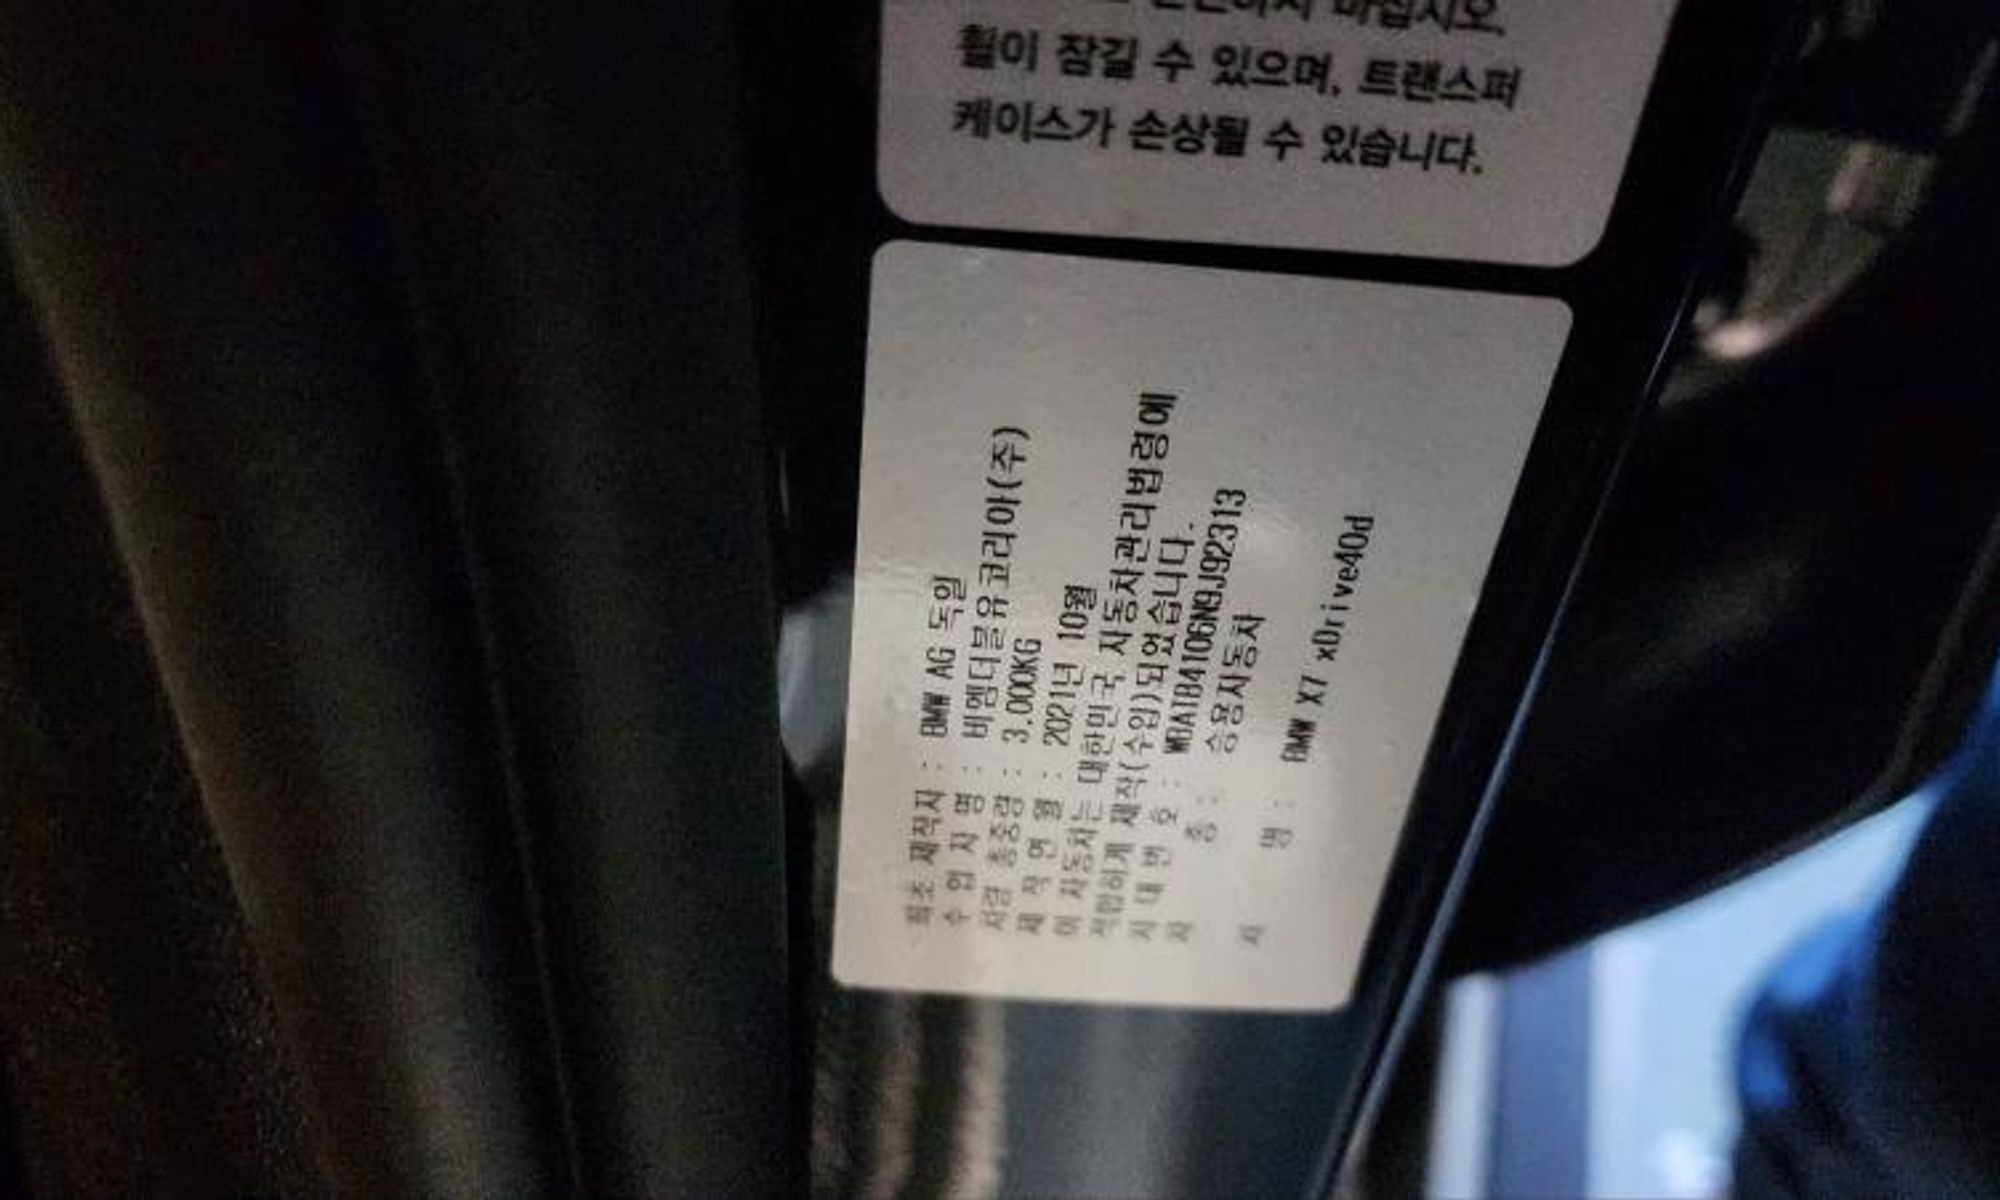 마십시오.
휠이 잠길 수 있으며, 트랜스퍼
케이스가 손상될 수 있습니다.
최초 제작자 : BMW AG 독일
수 입 자 명 : 비엠더블유코리아(주)
차량 총중량 : 3.000KG
제 작 연 월 : 2021년 10월
이 자동차는 대한민국 자동차관리법령에
적합하게 제작(수입)되었습니다.
차 대 번 호 : WBATB4106N9J92313
차 종 : 승용자동차
차 명 : BMW X7 xDrive40d